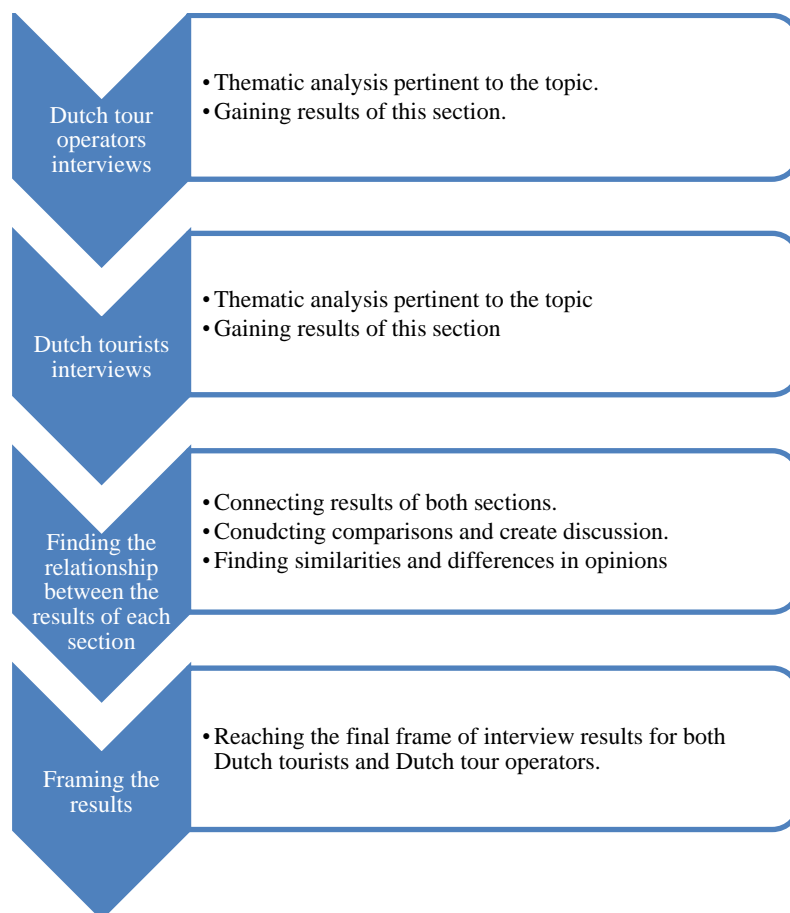 Dutch tour
operators
interviews
• Thematic analysis pertinent to the topic.
• Gaining results of this section.
Dutch tourists
interviews
• Thematic analysis pertinent to the topic
• Gaining results of this section
Finding the
relationship
between the
results of each
section
• Connecting results of both sections.
• Conudcting comparisons and create discussion.
• Finding similarities and differences in opinions
Framing the
results
• Reaching the final frame of interview results for both
Dutch tourists and Dutch tour operators.